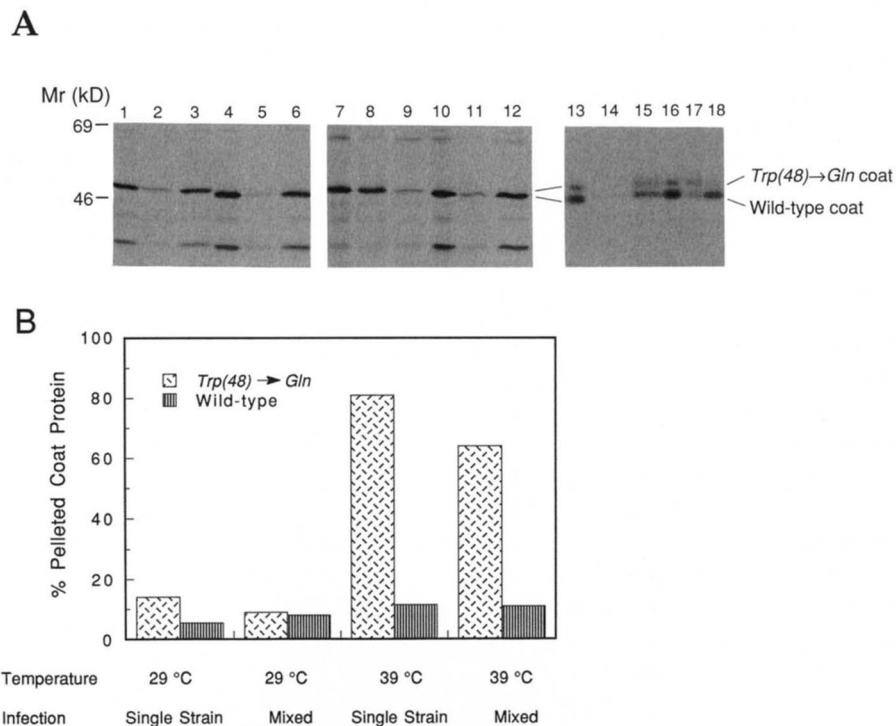 A
Mr (kD)
1 2 3 4 5 6 7 8 9 10 11 12 13 14 15 16 17 18
69
46
Trp(48)→Gln coat
Wild-type coat
B
% Pelleted Coat Protein
100
80
60
40
20
0
Trp(48) → Gln
Wild-type
Temperature 29 °C 29 °C 39 °C 39 °C
Infection Single Strain Mixed Single Strain Mixed